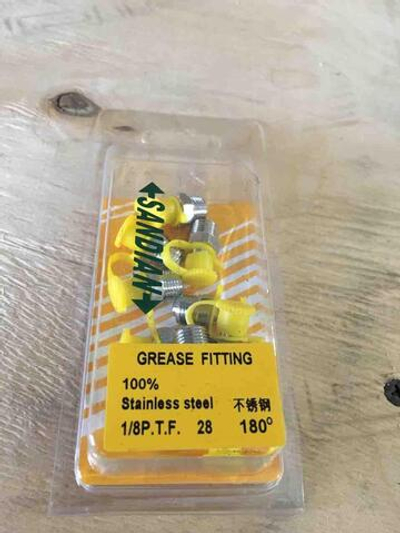 SANDIAN
GREASE FITTING
100%
Stainless steel 不锈钢
1/8P.T.F. 28 180°